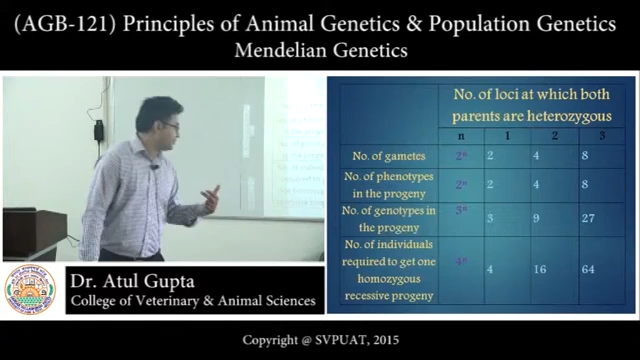 (AGB-121) Principles of Animal Genetics & Population Genetics
Mendelian Genetics
No. of loci at which both
parents are heterozygous
n 1 2 3
No. of gametes 2ⁿ 2 4 8
No. of phenotypes
in the progeny 2ⁿ 2 4 8
No. of genotypes in
the progeny 3ⁿ 3 9 27
No. of individuals
required to get one
homozygous
recessive progeny 4ⁿ 4 16 64
Dr. Atul Gupta
College of Veterinary & Animal Sciences
Copyright @ SVPUAT, 2015